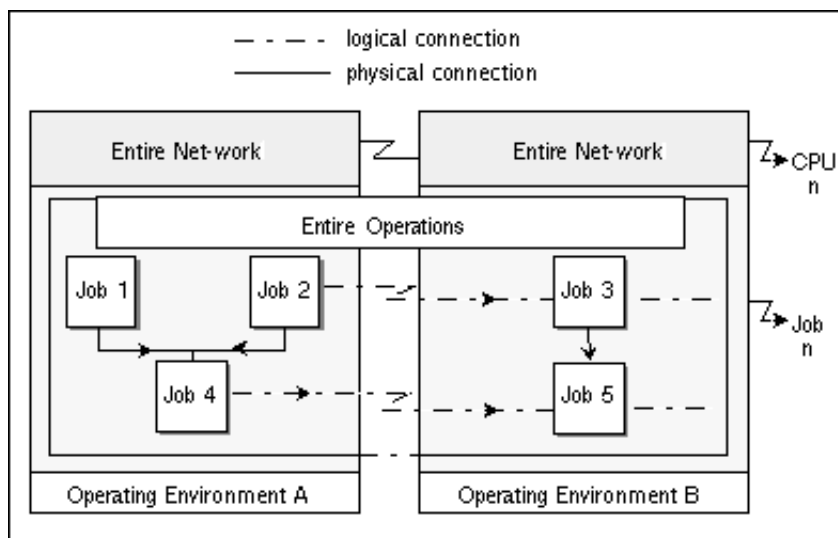 logical connection
physical connection
Entire Net-work
Entire Net-work
CPU
n
Entire Operations
Job 1
Job 2
Job 3
Job
n
Job 4
Job 5
Operating Environment A
Operating Environment B